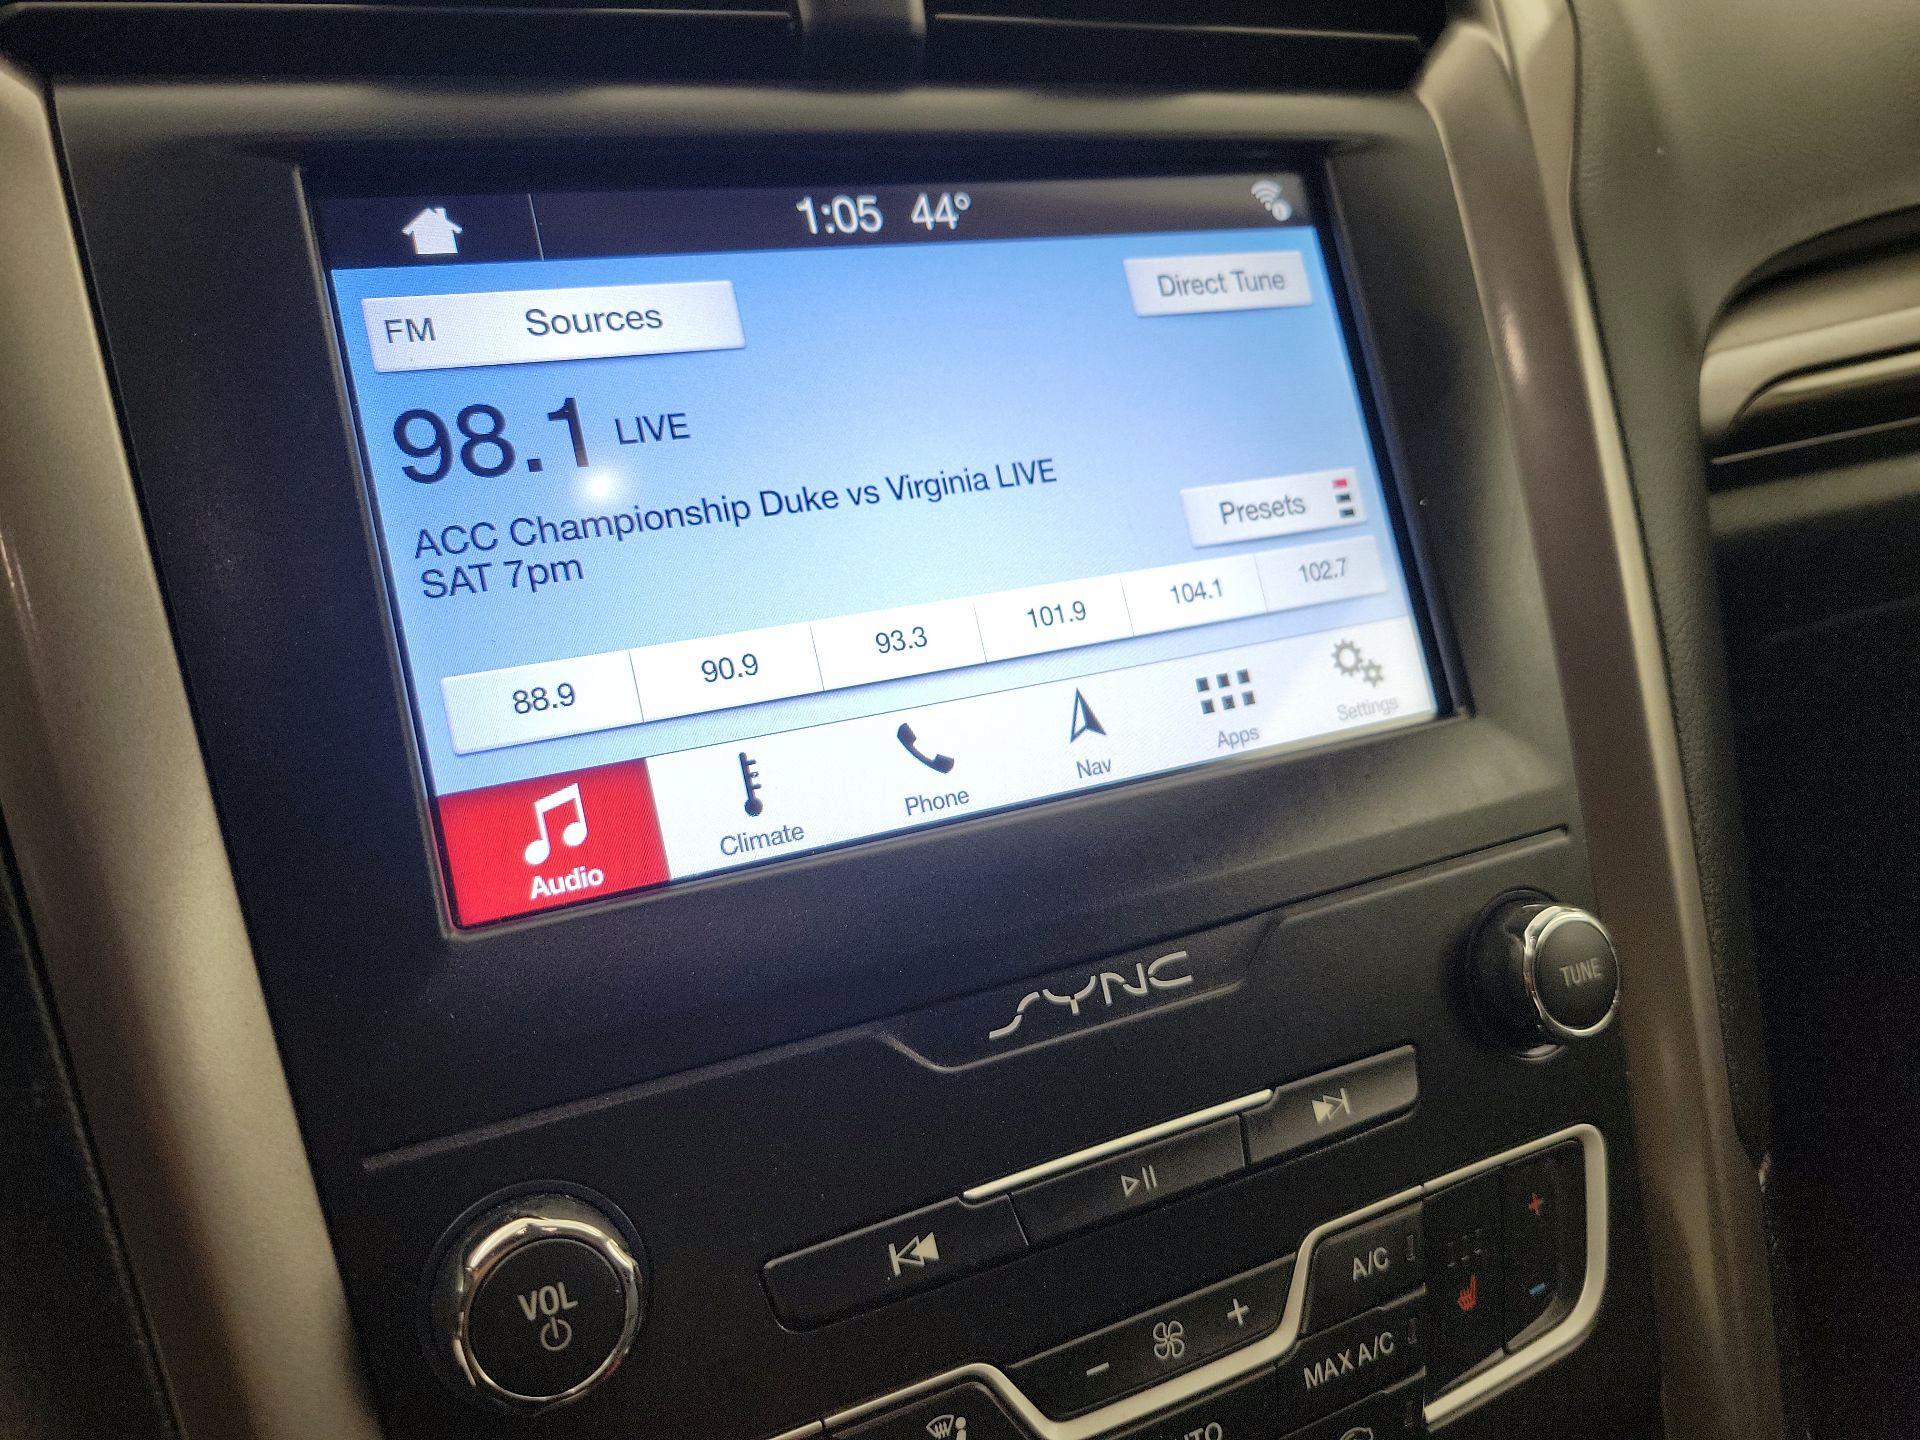 1:05 44°
FM Sources
Direct Tune
98.1 LIVE
ACC Championship Duke vs Virginia LIVE
SAT 7pm
Presets
88.9 90.9 93.3 101.9 104.1 102.7
Audio Climate Phone Nav Apps Settings
SYNC
TUNE
VOL
A/C
- +
MAX A/C
+
-